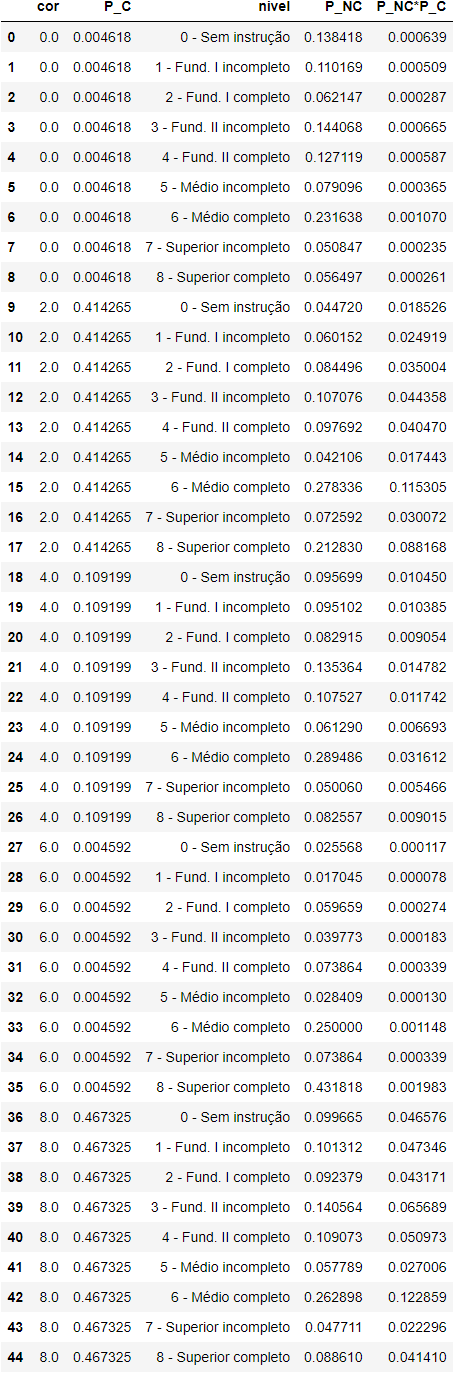 cor P_C nivel P_NC P_NC*P_C
0 0.0 0.004618 0 - Sem instrução 0.138418 0.000639
1 0.0 0.004618 1 - Fund. I incompleto 0.110169 0.000509
2 0.0 0.004618 2 - Fund. I completo 0.062147 0.000287
3 0.0 0.004618 3 - Fund. II incompleto 0.144068 0.000665
4 0.0 0.004618 4 - Fund. II completo 0.127119 0.000587
5 0.0 0.004618 5 - Médio incompleto 0.079096 0.000365
6 0.0 0.004618 6 - Médio completo 0.231638 0.001070
7 0.0 0.004618 7 - Superior incompleto 0.050847 0.000235
8 0.0 0.004618 8 - Superior completo 0.056497 0.000261
9 2.0 0.414265 0 - Sem instrução 0.044720 0.018526
10 2.0 0.414265 1 - Fund. I incompleto 0.060152 0.024919
11 2.0 0.414265 2 - Fund. I completo 0.084496 0.035004
12 2.0 0.414265 3 - Fund. II incompleto 0.107076 0.044358
13 2.0 0.414265 4 - Fund. II completo 0.097692 0.040470
14 2.0 0.414265 5 - Médio incompleto 0.042106 0.017443
15 2.0 0.414265 6 - Médio completo 0.278336 0.115305
16 2.0 0.414265 7 - Superior incompleto 0.072592 0.030072
17 2.0 0.414265 8 - Superior completo 0.212830 0.088168
18 4.0 0.109199 0 - Sem instrução 0.095699 0.010450
19 4.0 0.109199 1 - Fund. I incompleto 0.095102 0.010385
20 4.0 0.109199 2 - Fund. I completo 0.082915 0.009054
21 4.0 0.109199 3 - Fund. II incompleto 0.135364 0.014782
22 4.0 0.109199 4 - Fund. II completo 0.107527 0.011742
23 4.0 0.109199 5 - Médio incompleto 0.061290 0.006693
24 4.0 0.109199 6 - Médio completo 0.289486 0.031612
25 4.0 0.109199 7 - Superior incompleto 0.050060 0.005466
26 4.0 0.109199 8 - Superior completo 0.082557 0.009015
27 6.0 0.004592 0 - Sem instrução 0.025568 0.000117
28 6.0 0.004592 1 - Fund. I incompleto 0.017045 0.000078
29 6.0 0.004592 2 - Fund. I completo 0.059659 0.000274
30 6.0 0.004592 3 - Fund. II incompleto 0.039773 0.000183
31 6.0 0.004592 4 - Fund. II completo 0.073864 0.000339
32 6.0 0.004592 5 - Médio incompleto 0.028409 0.000130
33 6.0 0.004592 6 - Médio completo 0.250000 0.001148
34 6.0 0.004592 7 - Superior incompleto 0.073864 0.000339
35 6.0 0.004592 8 - Superior completo 0.431818 0.001983
36 8.0 0.467325 0 - Sem instrução 0.099665 0.046576
37 8.0 0.467325 1 - Fund. I incompleto 0.101312 0.047346
38 8.0 0.467325 2 - Fund. I completo 0.092379 0.043171
39 8.0 0.467325 3 - Fund. II incompleto 0.140564 0.065689
40 8.0 0.467325 4 - Fund. II completo 0.109073 0.050973
41 8.0 0.467325 5 - Médio incompleto 0.057789 0.027006
42 8.0 0.467325 6 - Médio completo 0.262898 0.122859
43 8.0 0.467325 7 - Superior incompleto 0.047711 0.022296
44 8.0 0.467325 8 - Superior completo 0.088610 0.041410